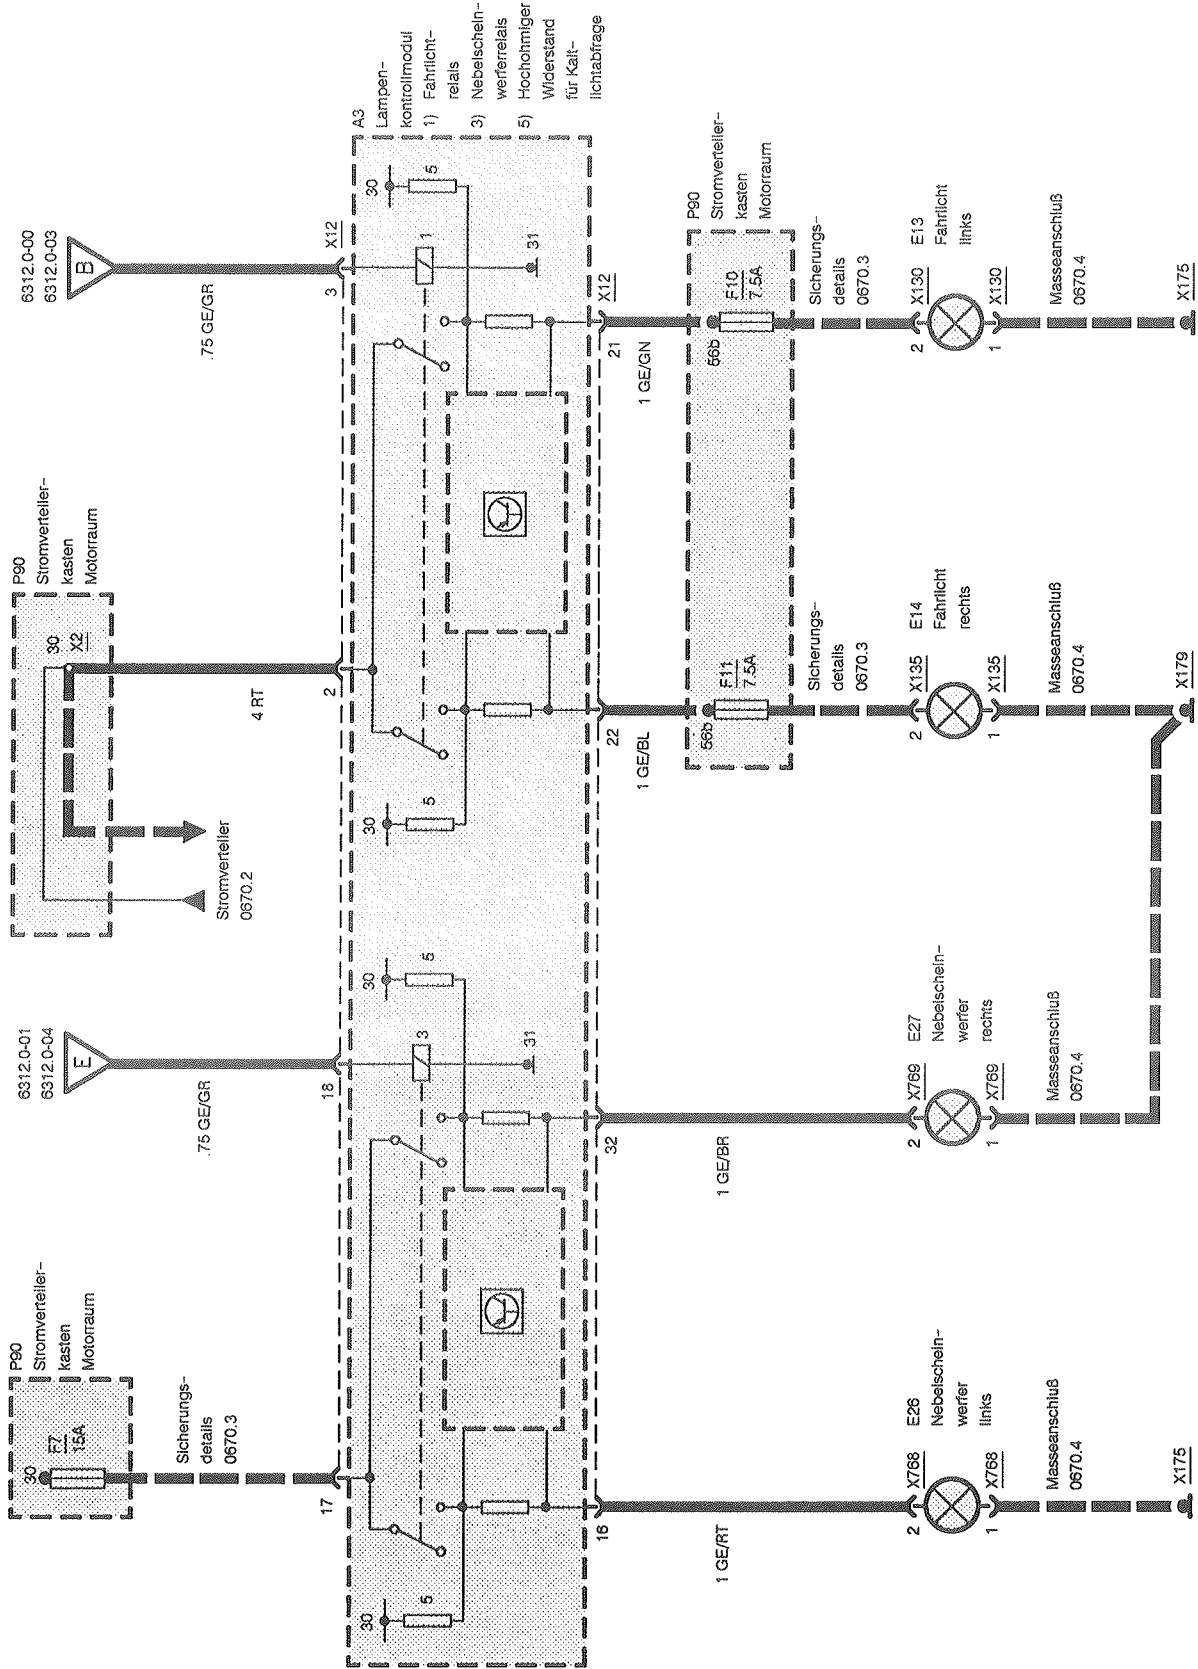 P90
Stromverteiler-
kasten
Motorraum
30
F7
15A
Sicherungs-
details
0670.3
17
6312.0-01
6312.0-04
E
.75 GE/GR
18
P90
Stromverteiler-
kasten
Motorraum
30
X2
Stromverteiler
0670.2
4 RT
2
6312.0-00
6312.0-03
B
.75 GE/GR
3
X12
A3
Lampen-
kontrollmodul
1) Fahrlicht-
relais
3) Nebelschein-
werferrelais
5) Hochohmiger
Widerstand
für Kalt-
lichtabfrage
30
5
3
31
30
5
30
5
1
31
30
5
16
1 GE/RT
32
1 GE/BR
22
1 GE/BL
21
X12
1 GE/GN
P90
Stromverteiler-
kasten
Motorraum
56b
F11
7.5A
56b
F10
7.5A
Sicherungs-
details
0670.3
Sicherungs-
details
0670.3
2
X768
E26
Nebelschein-
werfer
links
1
X768
Masseanschluß
0670.4
X175
2
X769
E27
Nebelschein-
werfer
rechts
1
X769
Masseanschluß
0670.4
2
X135
E14
Fahrlicht
rechts
1
X135
Masseanschluß
0670.4
X179
2
X130
E13
Fahrlicht
links
1
X130
Masseanschluß
0670.4
X175